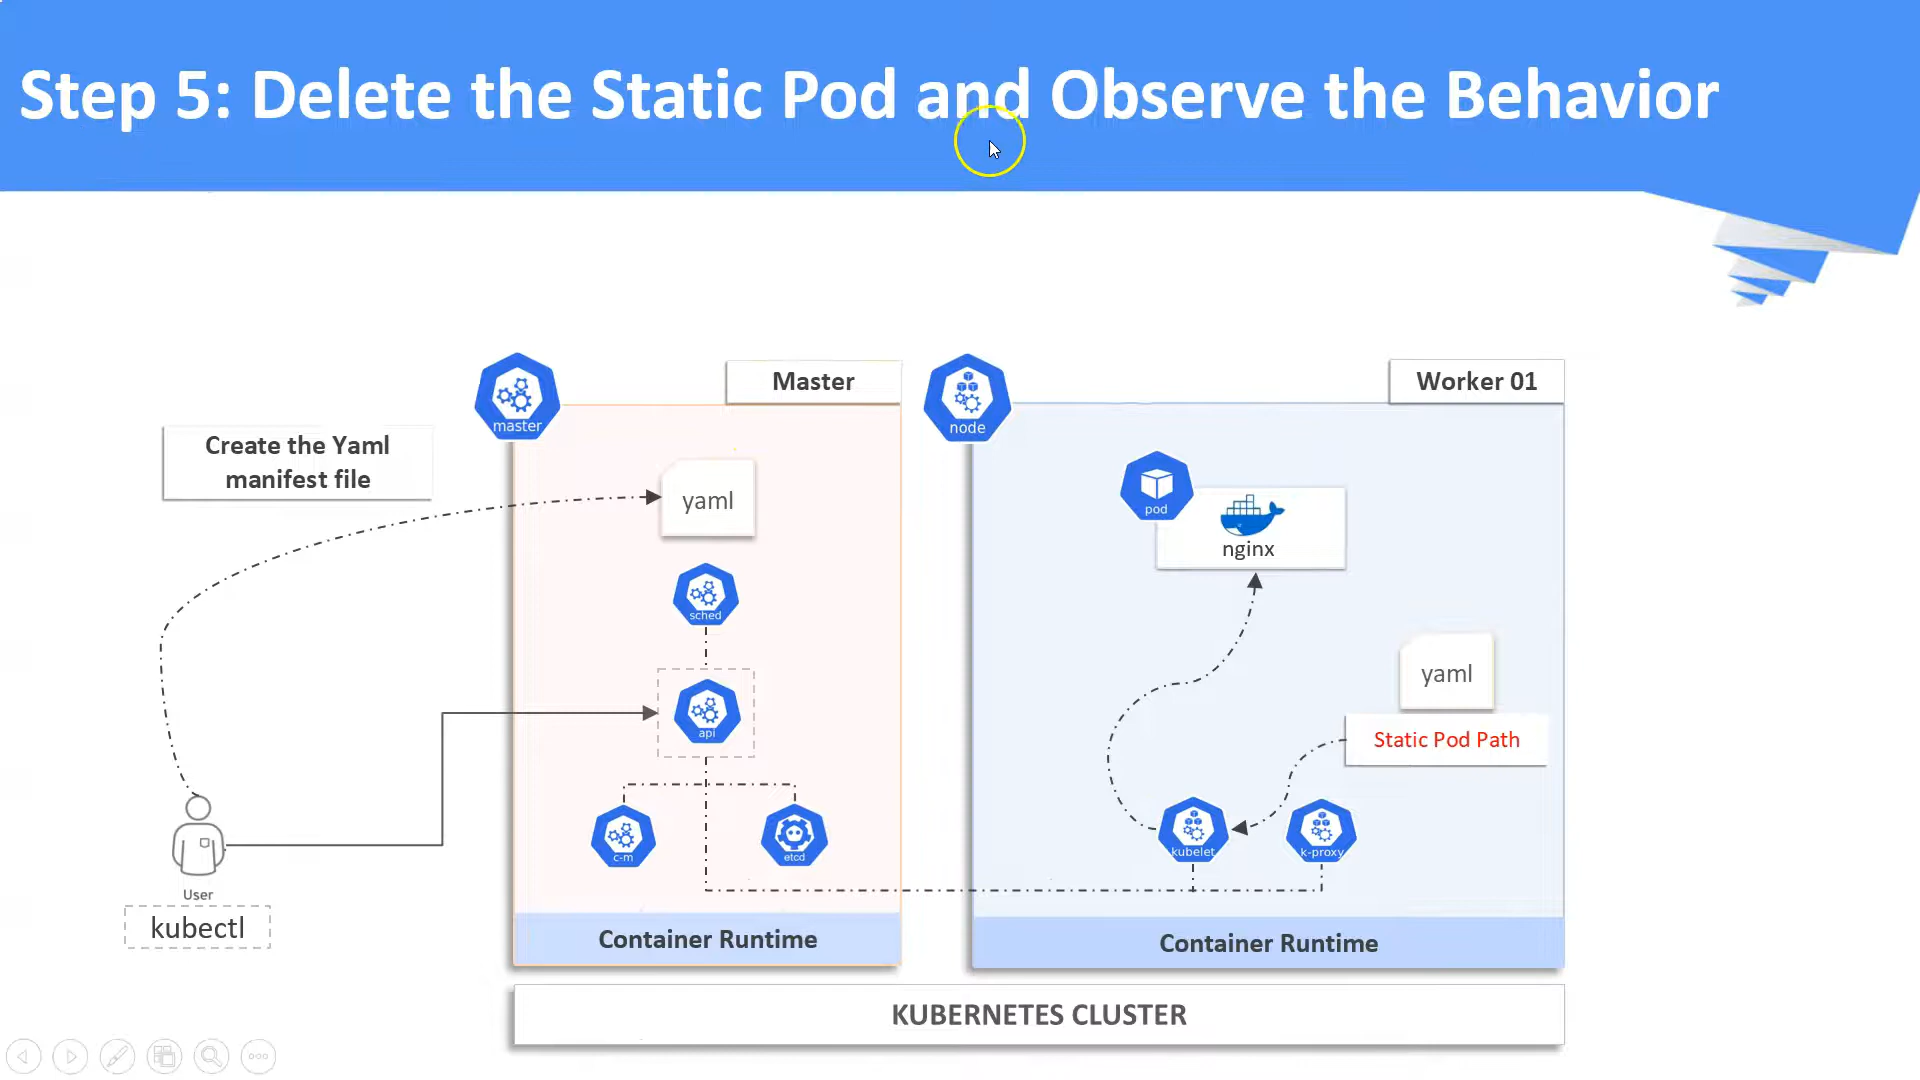 Step 5: Delete the Static Pod and Observe the Behavior
Master
Worker 01
master
node
Create the Yaml
manifest file
yaml
pod
nginx
sched
yaml
api
Static Pod Path
c-m
etcd
kubelet
k-proxy
User
kubectl
Container Runtime
Container Runtime
KUBERNETES CLUSTER